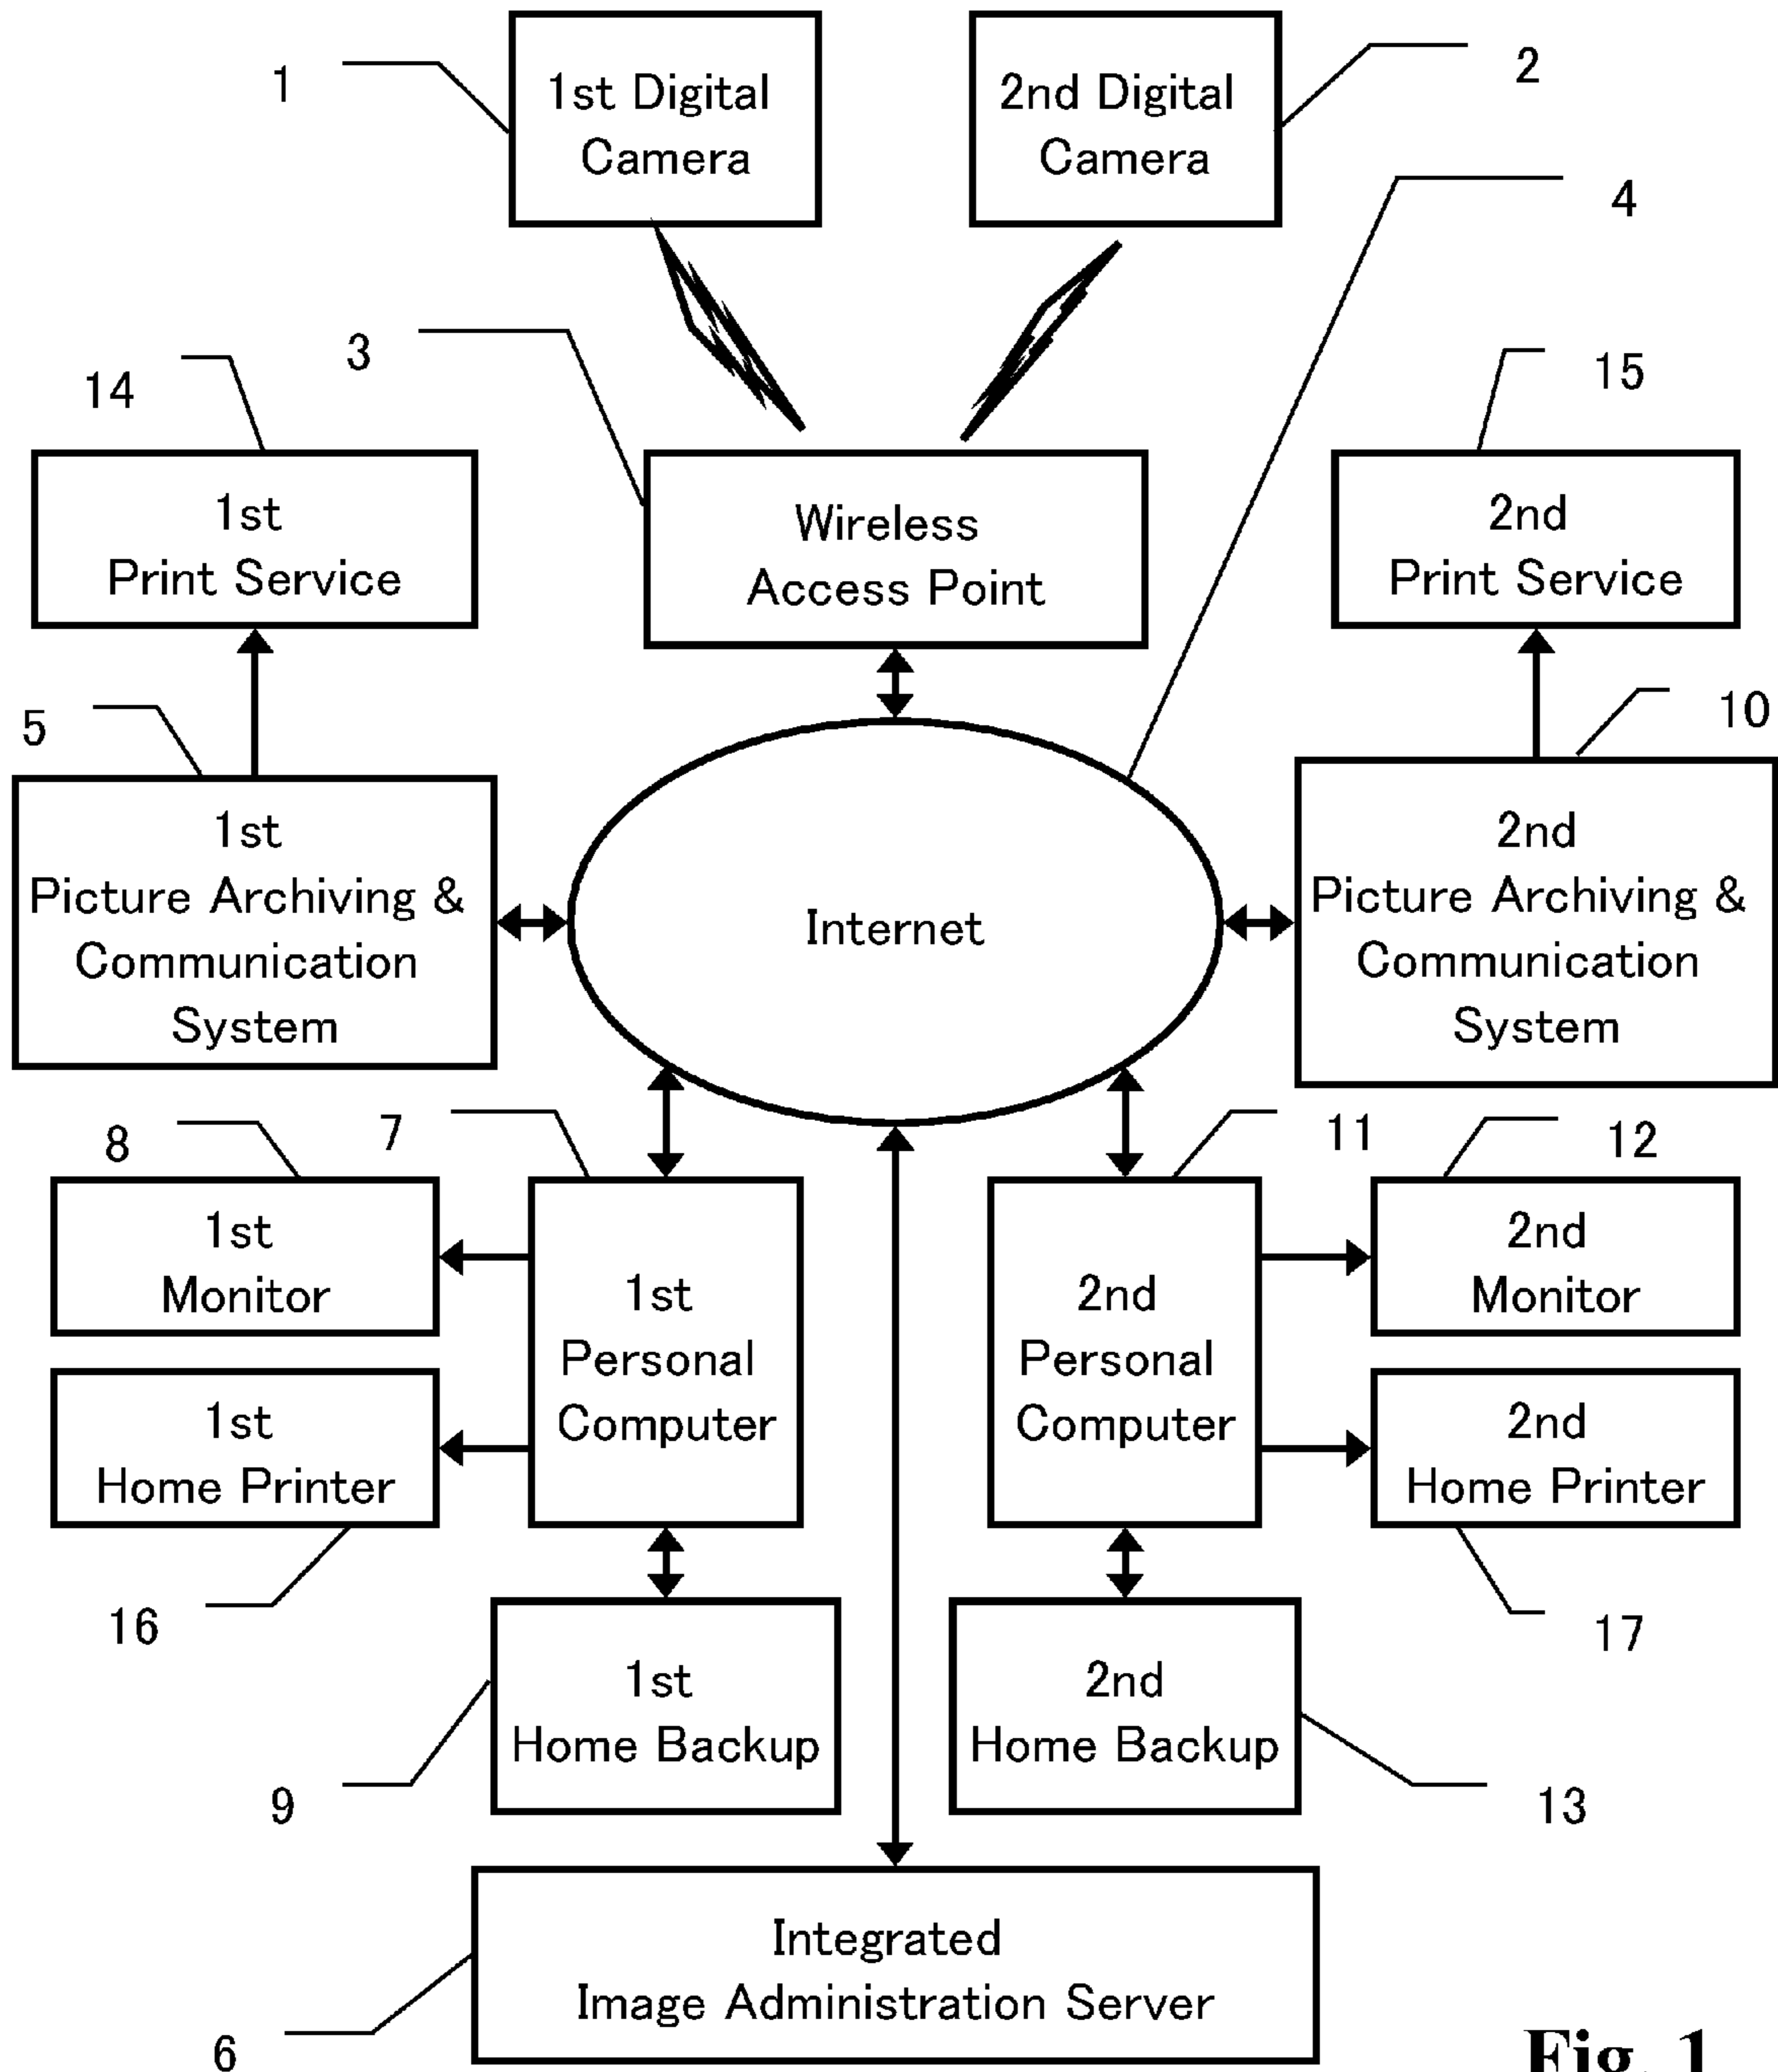 1
1st Digital
Camera
2nd Digital
Camera
2
4
3
14
15
1st
Print Service
Wireless
Access Point
2nd
Print Service
5
10
1st
Picture Archiving &
Communication
System
Internet
2nd
Picture Archiving &
Communication
System
8
7
11
12
1st
Monitor
1st
Personal
Computer
2nd
Personal
Computer
2nd
Monitor
1st
Home Printer
2nd
Home Printer
16
17
1st
Home Backup
2nd
Home Backup
9
13
Integrated
Image Administration Server
6
Fig. 1